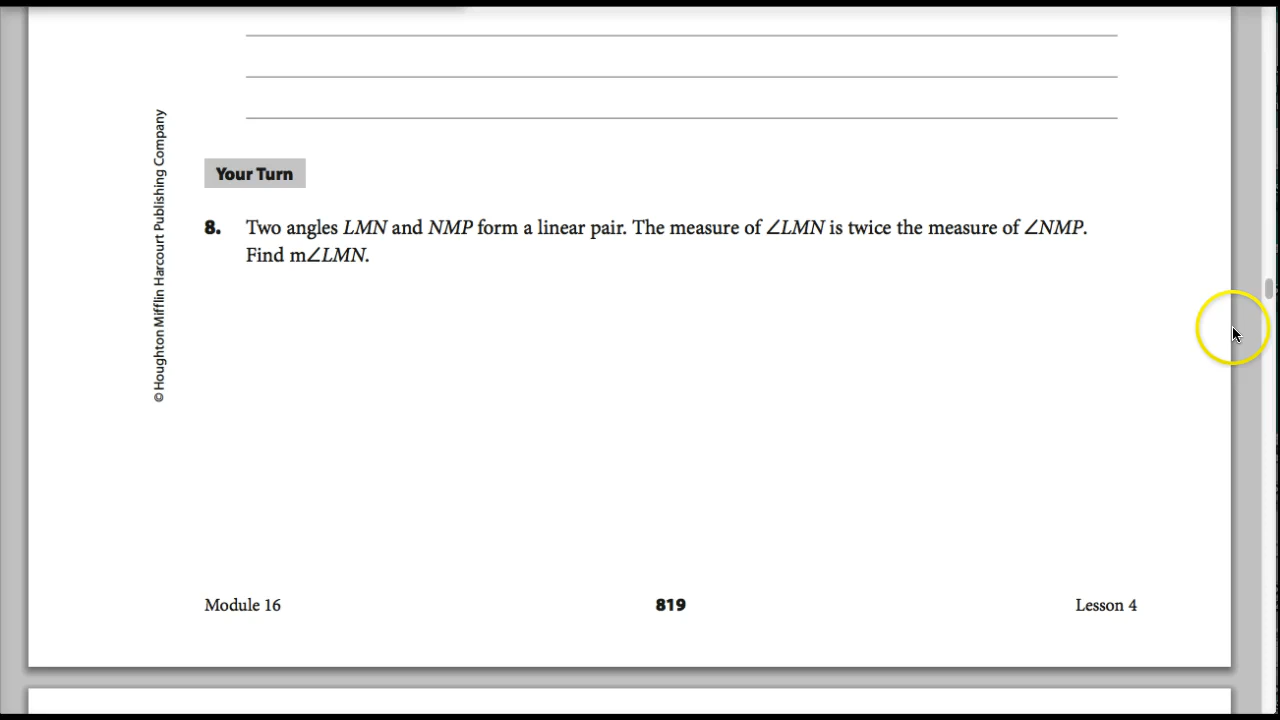 © Houghton Mifflin Harcourt Publishing Company
Your Turn
8. Two angles LMN and NMP form a linear pair. The measure of ∠LMN is twice the measure of ∠NMP.
Find m∠LMN.
Module 16 819 Lesson 4